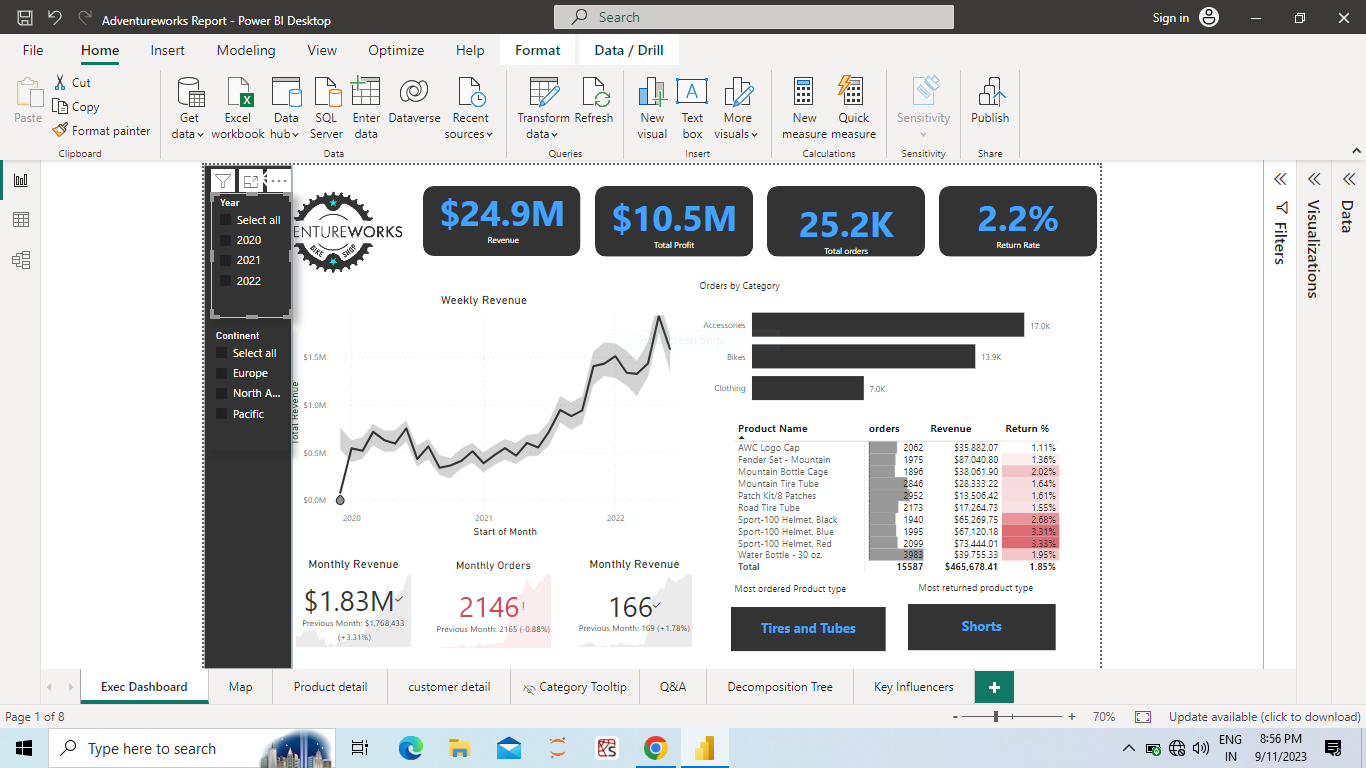 Adventureworks Report - Power BI Desktop
Search
Sign in
File Home Insert Modeling View Optimize Help Format Data / Drill
Paste
Cut
Copy
Format painter
Clipboard
Get data
Excel workbook
Data hub
SQL Server
Enter data
Dataverse
Recent sources
Data
Transform data
Refresh
Queries
New visual
A
Text box
More visuals
Insert
New measure
Quick measure
Calculations
Sensitivity
Sensitivity
Publish
Share
Year
Select all
2020
2021
2022
Continent
Select all
Europe
North A...
Pacific
ENTUREWORKS
BIKE SHOP
$24.9M
Revenue
$10.5M
Total Profit
25.2K
Total orders
2.2%
Return Rate
Weekly Revenue
Total Revenue
$1.5M
$1.0M
$0.5M
$0.0M
2020 2021 2022
Start of Month
Orders by Category
Accessories 17.0K
Bikes 13.9K
Clothing 7.0K
Product Name orders Revenue Return %
AWC Logo Cap 2062 $35,882.07 1.11%
Fender Set - Mountain 1975 $87,040.80 1.36%
Mountain Bottle Cage 1896 $38,061.90 2.02%
Mountain Tire Tube 2846 $28,333.22 1.64%
Patch Kit/8 Patches 2952 $13,506.42 1.61%
Road Tire Tube 2173 $17,264.73 1.55%
Sport-100 Helmet, Black 1940 $65,269.75 2.68%
Sport-100 Helmet, Blue 1995 $67,120.18 3.31%
Sport-100 Helmet, Red 2099 $73,444.01 3.33%
Water Bottle - 30 oz. 3983 $39,755.33 1.95%
Total 15587 $465,678.41 1.85%
Monthly Revenue
$1.83M
Previous Month: $1,768,433
(+3.31%)
Monthly Orders
2146!
Previous Month: 2165 (-0.88%)
Monthly Revenue
166
Previous Month: 169 (+1.78%)
Most ordered Product type
Tires and Tubes
Most returned product type
Shorts
Filters
Visualizations
Data
Exec Dashboard Map Product detail customer detail Category Tooltip Q&A Decomposition Tree Key Influencers +
Page 1 of 8
- + 70%
Update available (click to download)
Type here to search
ENG
IN
8:56 PM
9/11/2023